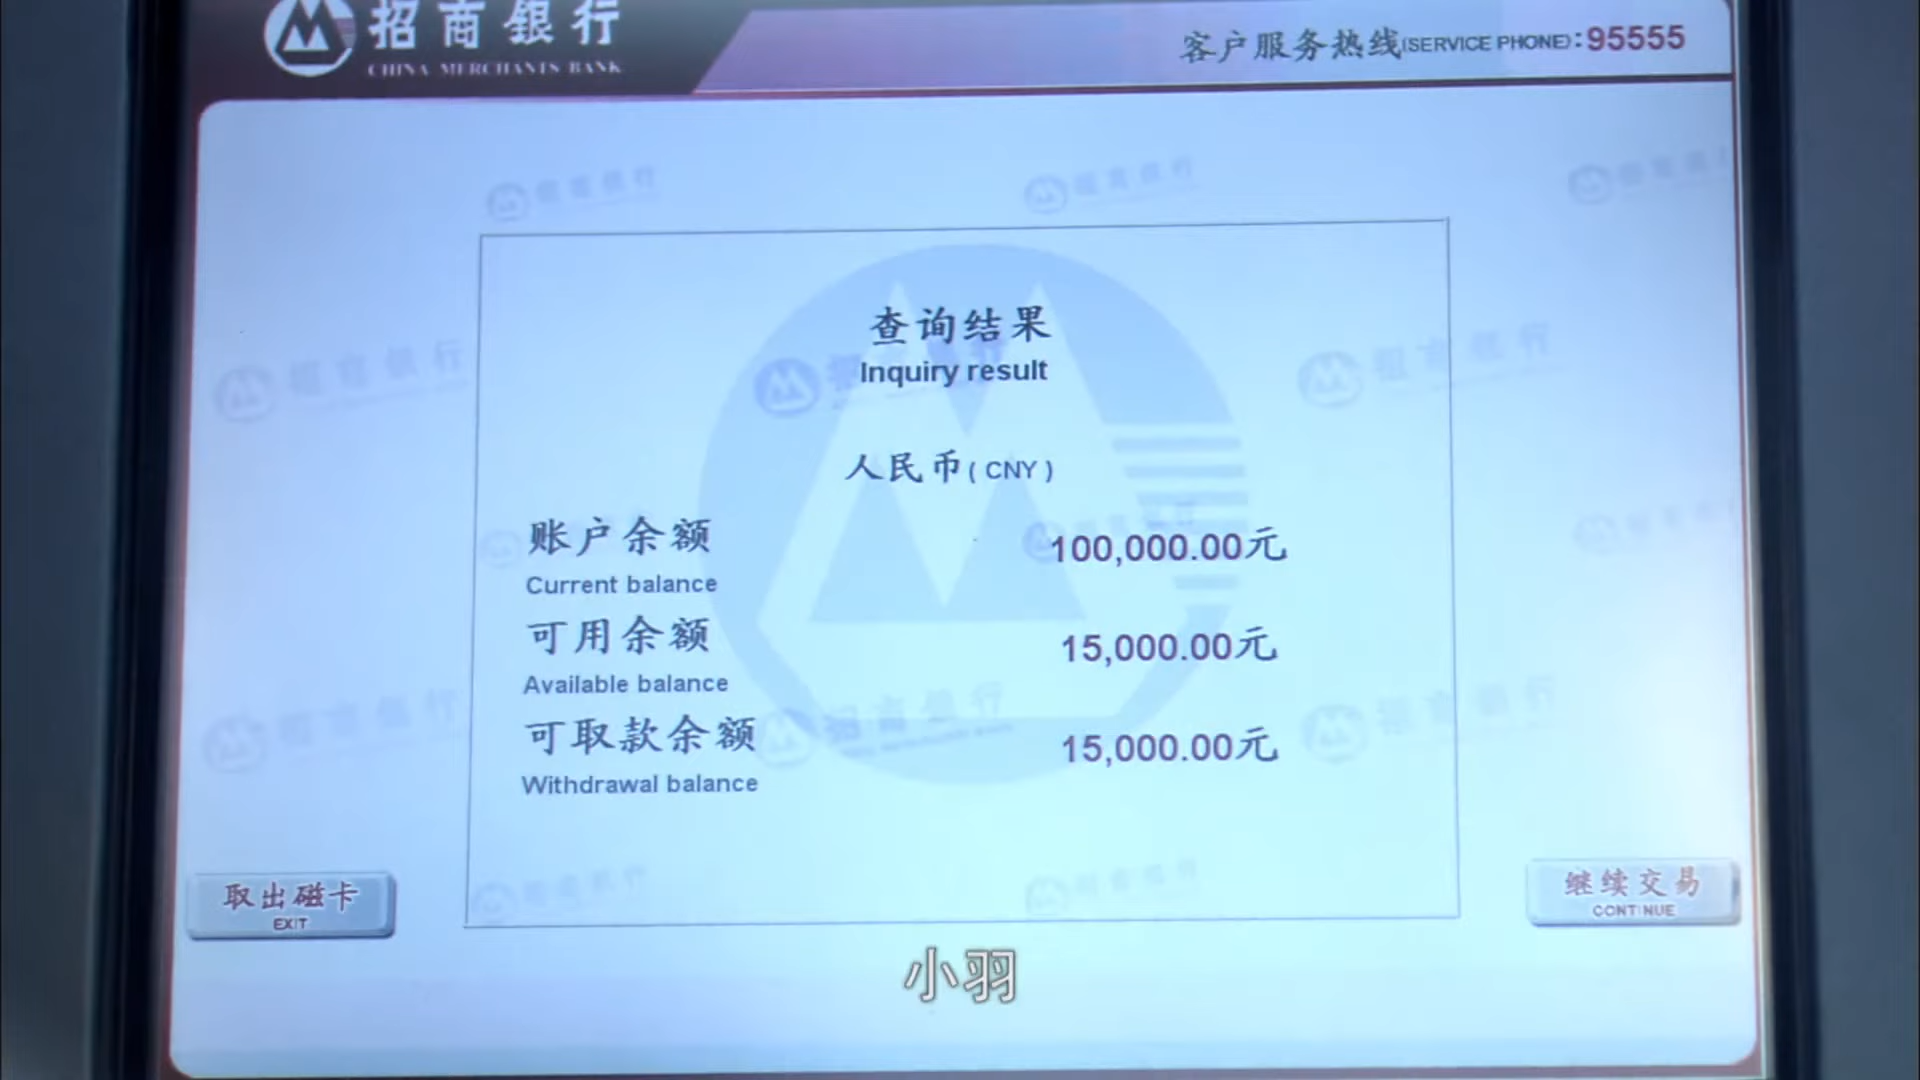 招商银行
CHINA MERCHANTS BANK
客户服务热线(SERVICE PHONE):95555
查询结果
Inquiry result
人民币( CNY )
账户余额 100,000.00元
Current balance
可用余额 15,000.00元
Available balance
可取款余额 15,000.00元
Withdrawal balance
取出磁卡
EXIT
继续交易
CONTINUE
小羽